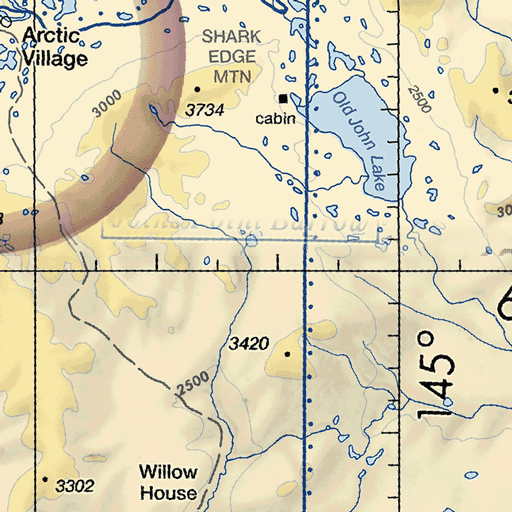 Arctic
Village
SHARK
EDGE
MTN
3000
3734
cabin
Old John Lake
2500
3420
145°
2500
3302
Willow
House